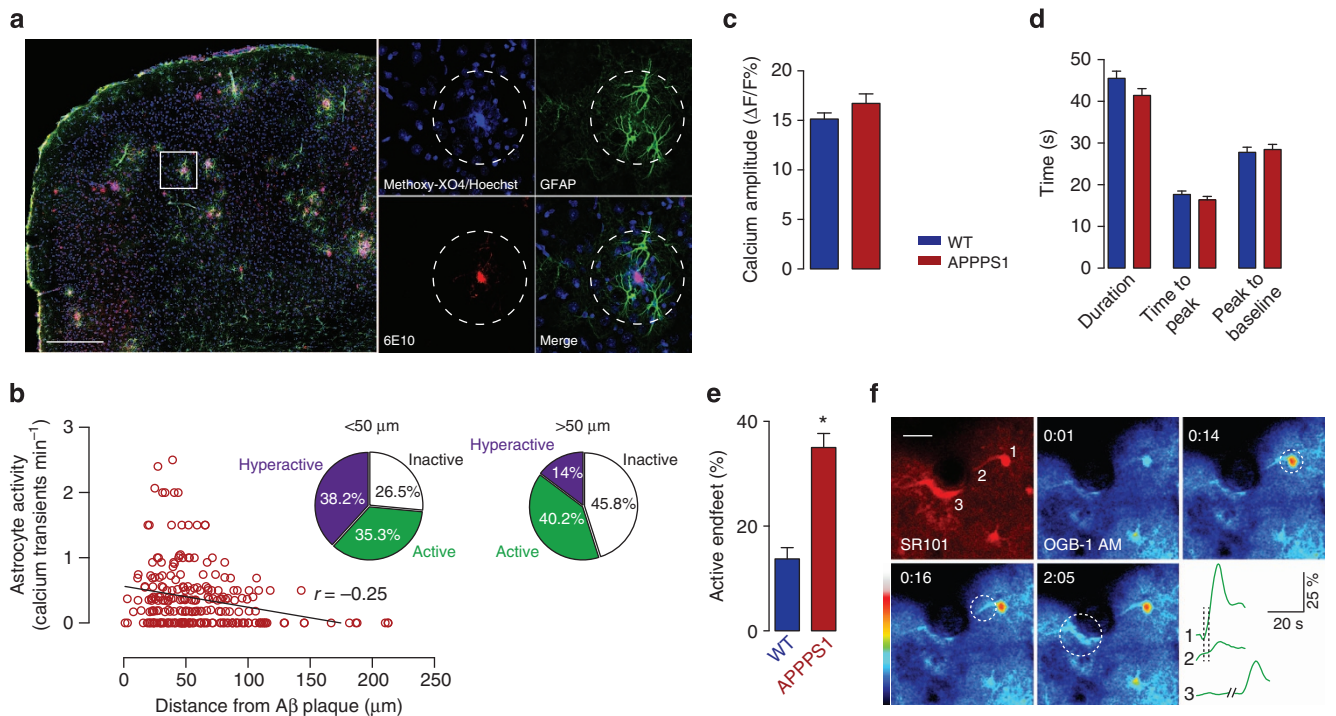 a
Methoxy-XO4/Hoechst
GFAP
6E10
Merge
b
Astrocyte activity
(calcium transients min⁻¹)
3
2
1
0
0
50
100
150
200
250
Distance from Aβ plaque (μm)
r = −0.25
<50 μm
Hyperactive
Inactive
38.2%
26.5%
35.3%
Active
>50 μm
Hyperactive
Inactive
14%
45.8%
40.2%
Active
c
Calcium amplitude (ΔF/F%)
20
15
10
5
0
WT
APPPS1
d
Time (s)
50
40
30
20
10
0
Duration
Time to
peak
Peak to
baseline
e
Active endfeet (%)
40
20
0
*
WT
APPPS1
f
1
2
3
SR101
0:01
OGB-1 AM
0:14
0:16
2:05
1
2
3
25 %
20 s